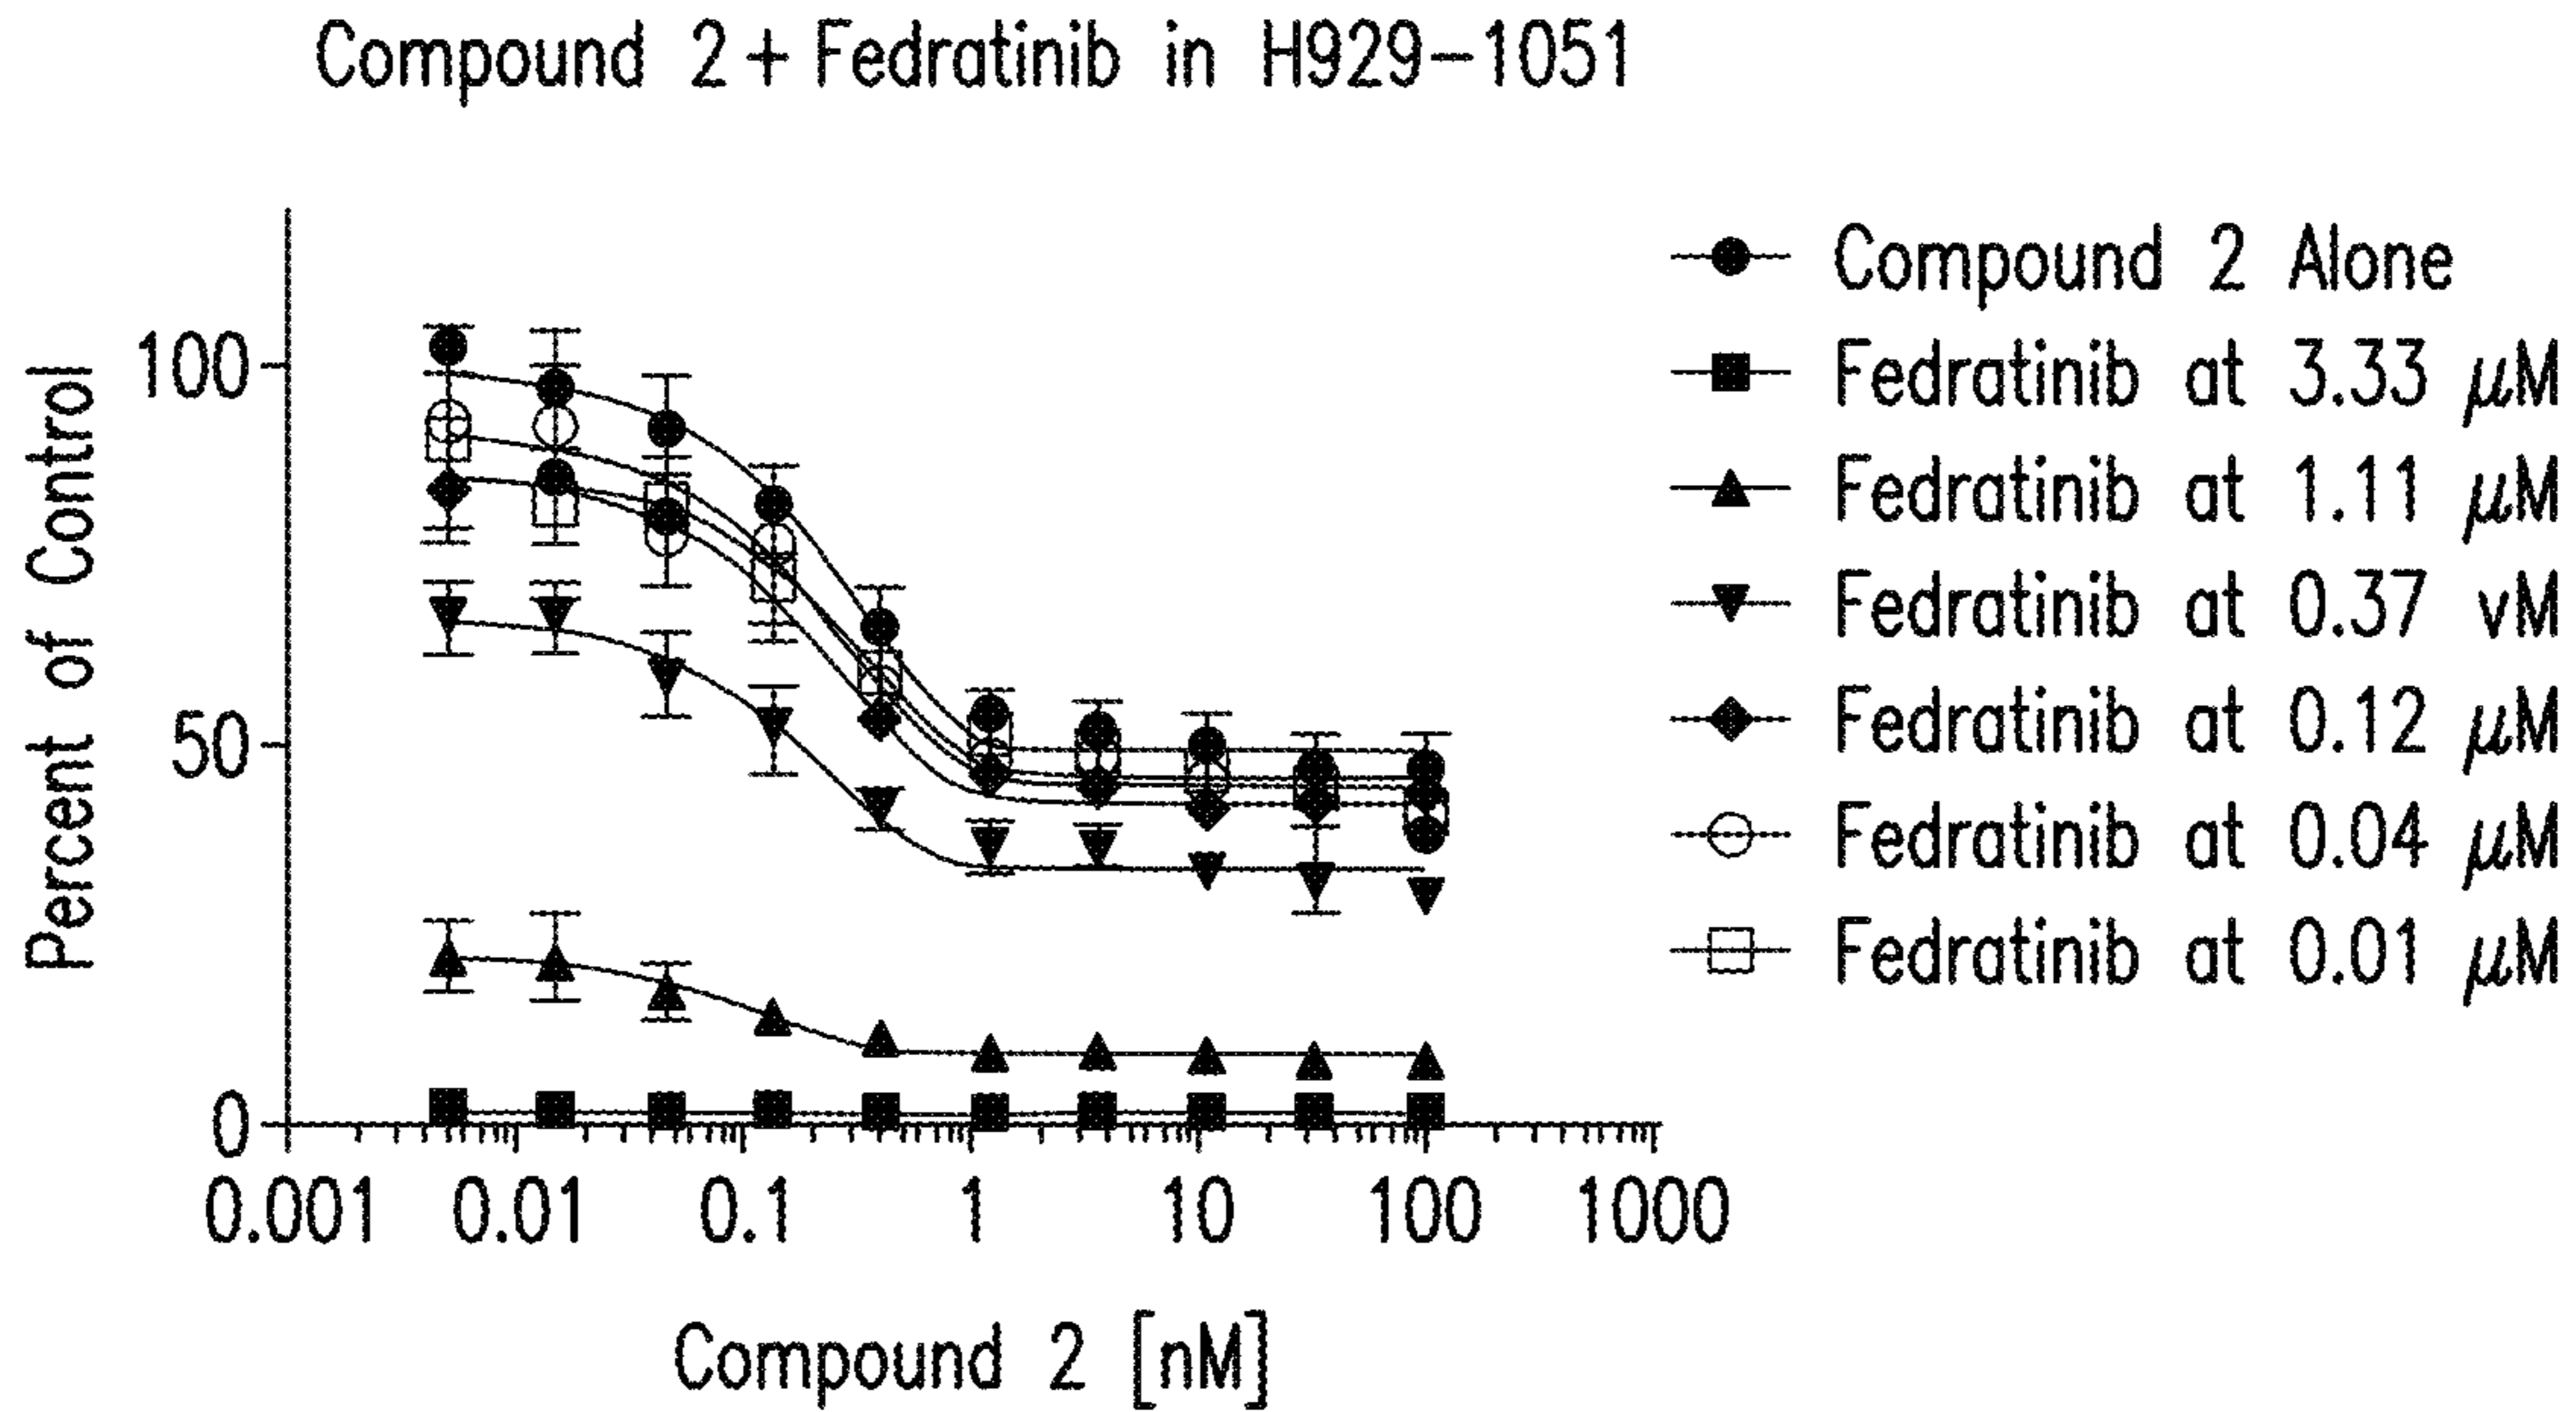 Compound 2 + Fedratinib in H929-1051
Percent of Control
100
50
0
0.001 0.01 0.1 1 10 100 1000
Compound 2 [nM]
Compound 2 Alone
Fedratinib at 3.33 μM
Fedratinib at 1.11 μM
Fedratinib at 0.37 vM
Fedratinib at 0.12 μM
Fedratinib at 0.04 μM
Fedratinib at 0.01 μM